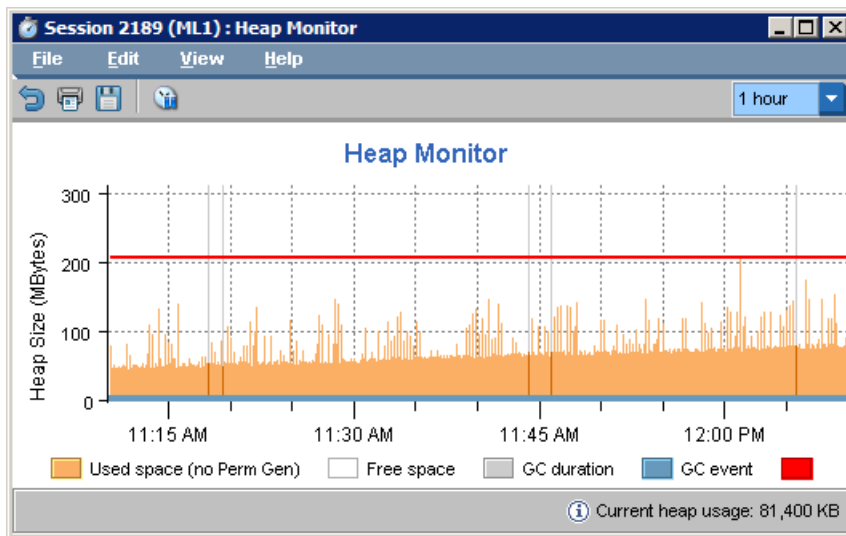 Session 2189 (ML1) : Heap Monitor
File Edit View Help
1 hour
Heap Monitor
Heap Size (MBytes)
300
200
100
0
11:15 AM 11:30 AM 11:45 AM 12:00 PM
Used space (no Perm Gen) Free space GC duration GC event
Current heap usage: 81,400 KB